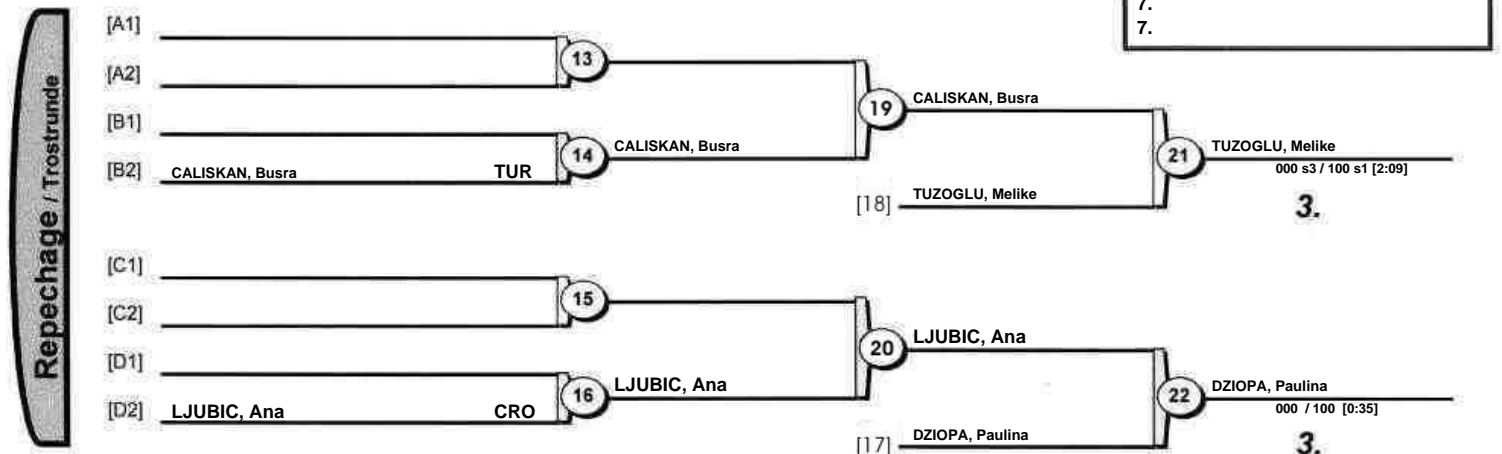 7.
7.
Repechage / Trostrunde
[A1]
13
[A2]
19 CALISKAN, Busra
[B1]
14 CALISKAN, Busra
21 TUZOGLU, Melike
[B2] CALISKAN, Busra TUR
000 s3 / 100 s1 [2:09]
[18] TUZOGLU, Melike
3.
[C1]
15
[C2]
20 LJUBIC, Ana
[D1]
16 LJUBIC, Ana
22 DZIOPA, Paulina
[D2] LJUBIC, Ana CRO
000 / 100 [0:35]
[17] DZIOPA, Paulina
3.